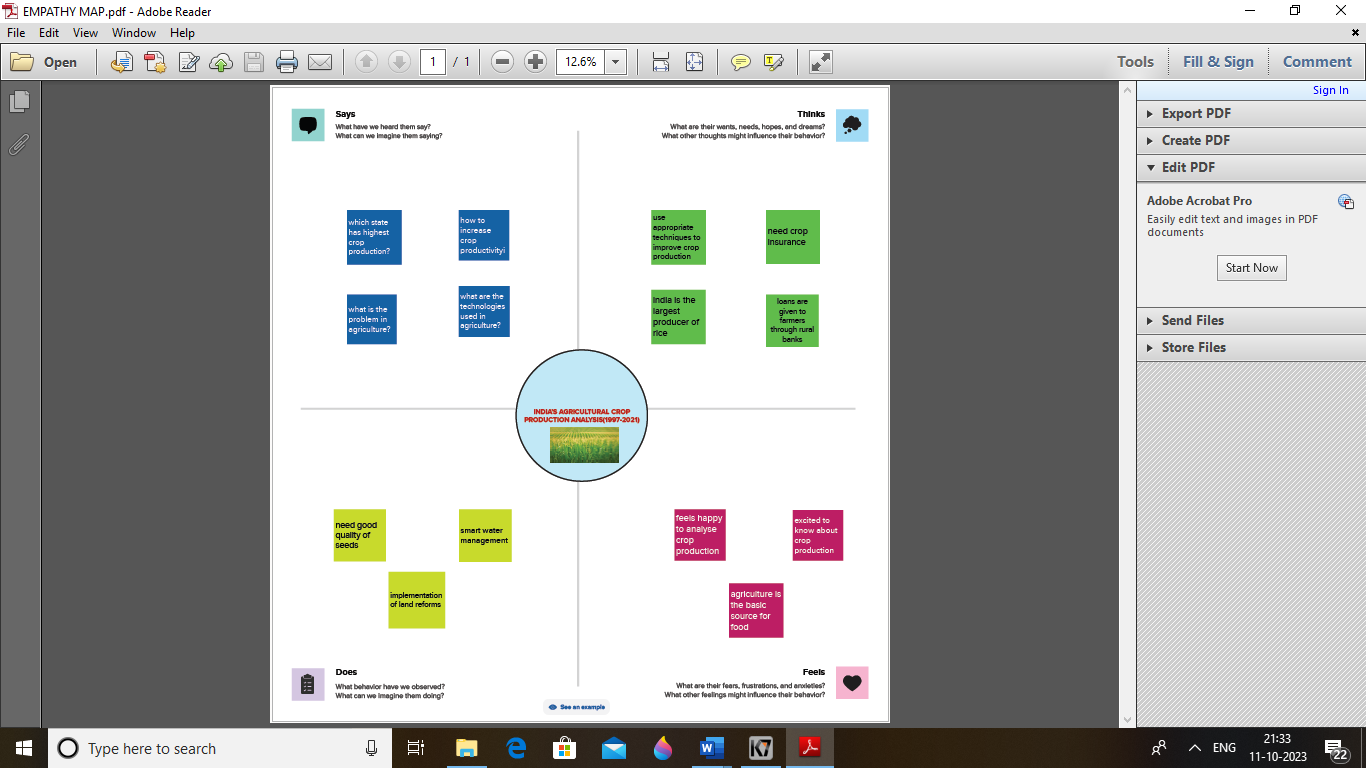 EMPATHY MAP.pdf - Adobe Reader
File Edit View Window Help
Open 1 / 1 12.6% Tools Fill & Sign Comment
Sign In
Export PDF
Create PDF
Edit PDF
Adobe Acrobat Pro
Easily edit text and images in PDF
documents
Start Now
Send Files
Store Files
Says
What have we heard them say?
What can we imagine them saying?
Thinks
What are their wants, needs, hopes, and dreams?
What other thoughts might influence their behavior?
which state
has highest
crop
production?
how to
increase
crop
productivityi
what is the
problem in
agriculture?
what are the
technologies
used in
agriculture?
use
appropriate
techniques to
improve crop
production
need crop
insurance
india is the
largest
producer of
rice
loans are
given to
farmers
through rural
banks
INDIA'S AGRICULTURAL CROP
PRODUCTION ANALYSIS(1997-2021)
need good
quality of
seeds
smart water
management
implementation
of land reforms
feels happy
to analyse
crop
production
excited to
know about
crop
production
agriculture is
the basic
source for
food
Does
What behavior have we observed?
What can we imagine them doing?
Feels
What are their fears, frustrations, and anxieties?
What other feelings might influence their behavior?
See an example
Type here to search
ENG
21:33
11-10-2023
22